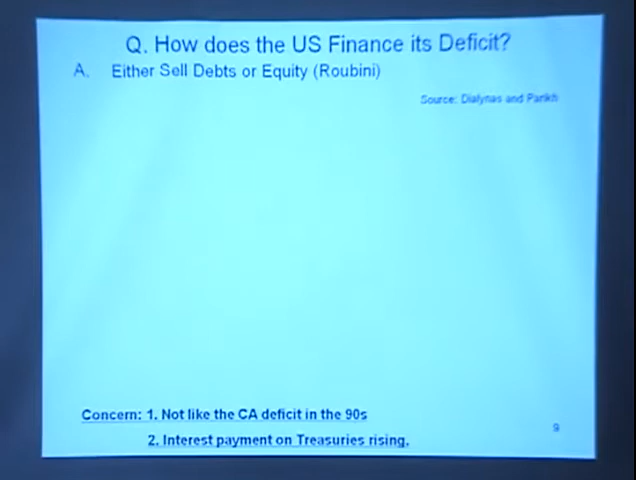 Q. How does the US Finance its Deficit?
A. Either Sell Debts or Equity (Roubini)
Source: Dialynas and Parikh
Concern: 1. Not like the CA deficit in the 90s
9
2. Interest payment on Treasuries rising.